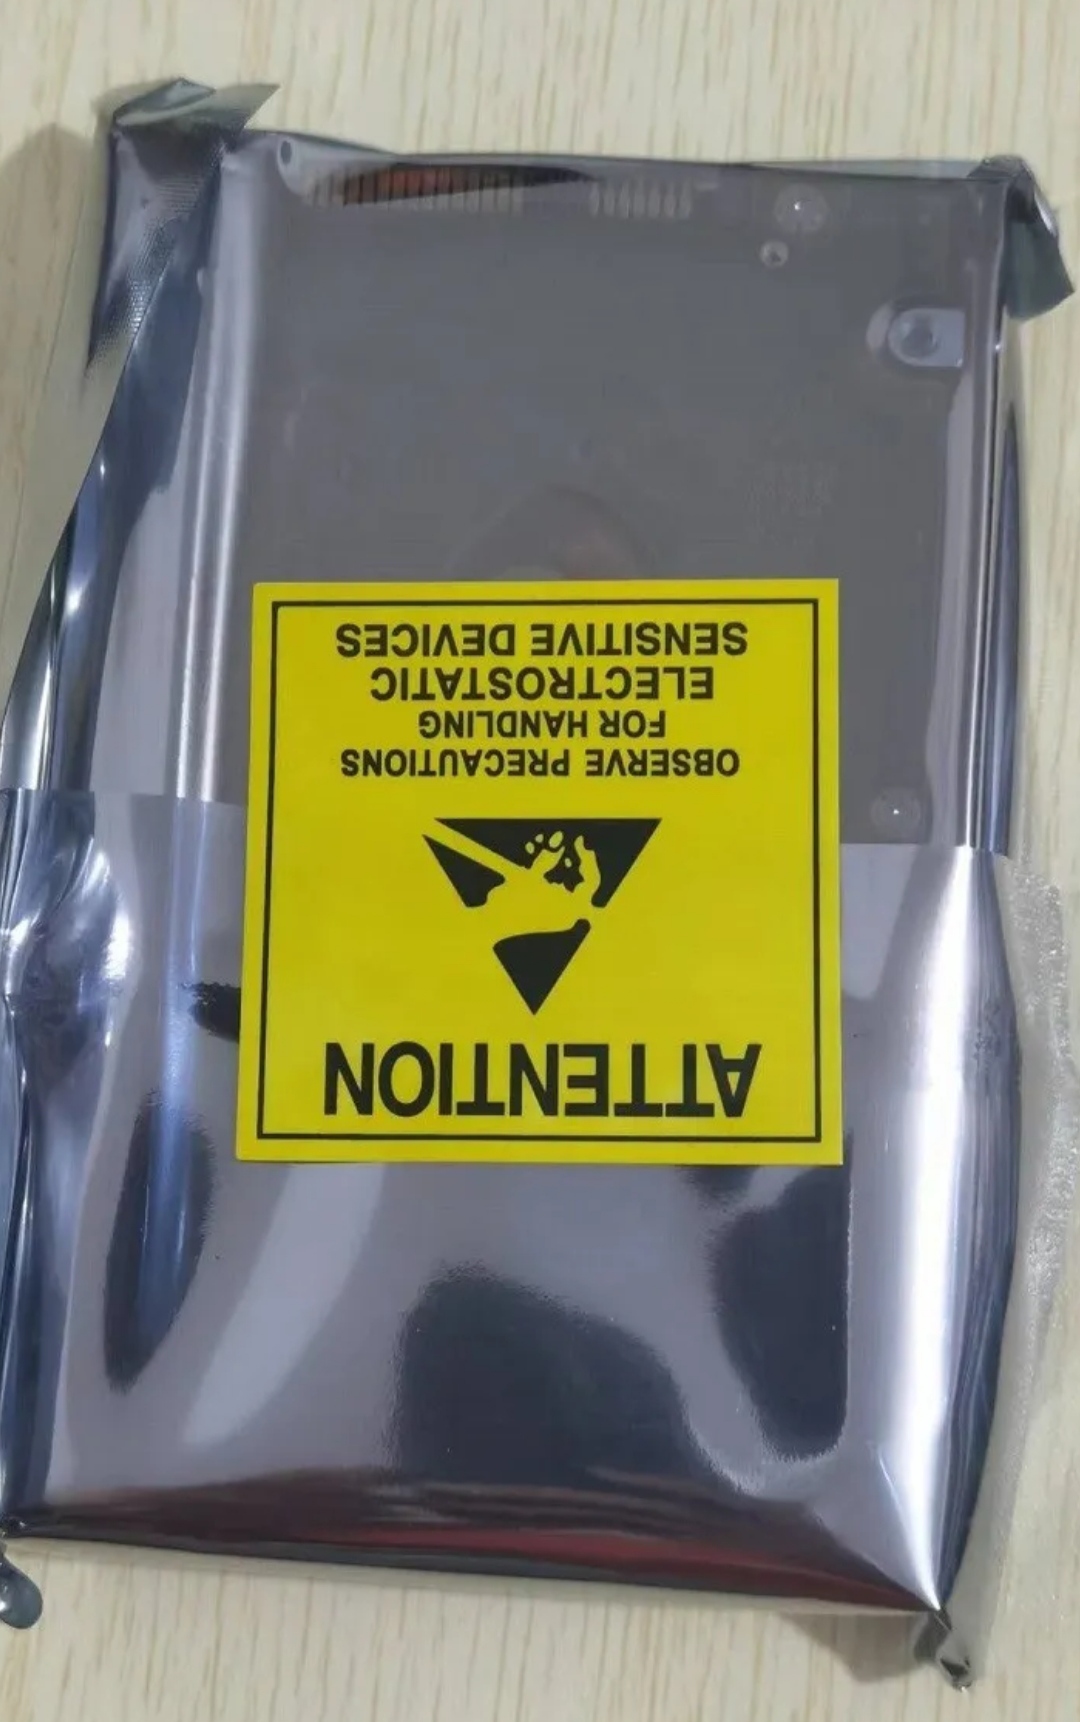 ATTENTION
OBSERVE PRECAUTIONS
FOR HANDLING
ELECTROSTATIC
SENSITIVE DEVICES